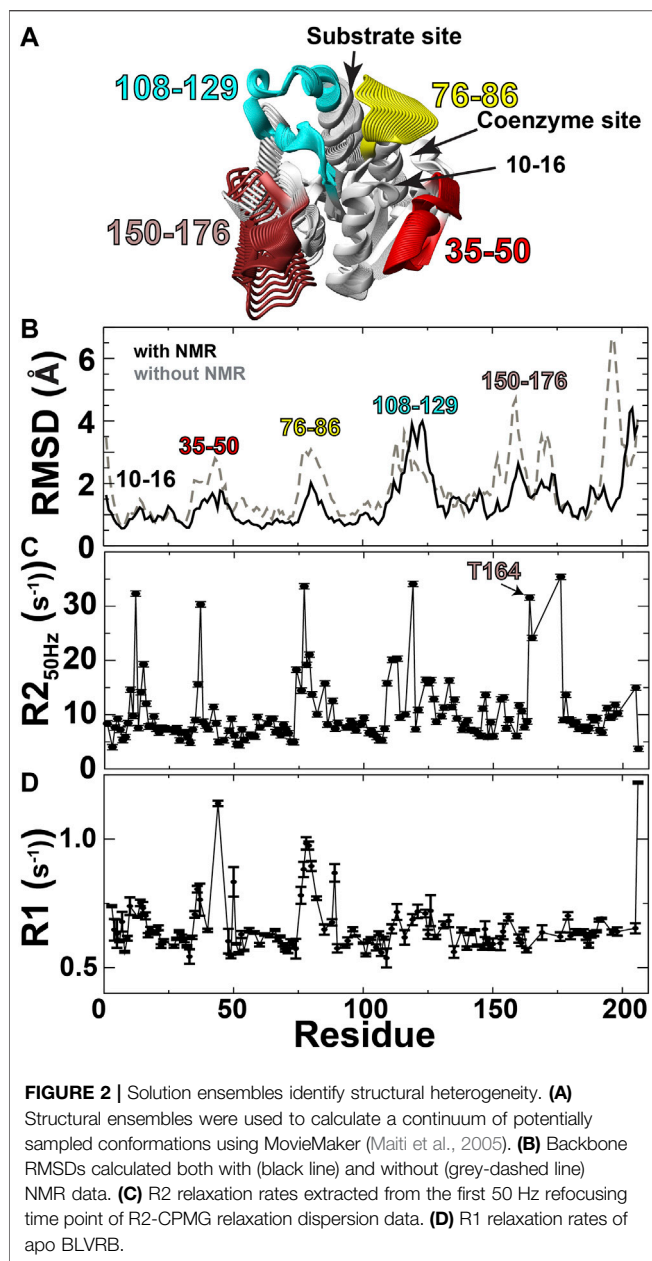 A
Substrate site
108-129
76-86
Coenzyme site
10-16
150-176
35-50
B
with NMR
without NMR
RMSD (Å)
6
4
2
10-16
35-50
76-86
108-129
150-176
C
R250Hz (s-1))
30
20
10
0
T164
D
R1 (s-1)
1.0
0.5
0 50 100 150 200
Residue
FIGURE 2 | Solution ensembles identify structural heterogeneity. (A)
Structural ensembles were used to calculate a continuum of potentially
sampled conformations using MovieMaker (Maiti et al., 2005). (B) Backbone
RMSDs calculated both with (black line) and without (grey-dashed line)
NMR data. (C) R2 relaxation rates extracted from the first 50 Hz refocusing
time point of R2-CPMG relaxation dispersion data. (D) R1 relaxation rates of
apo BLVRB.